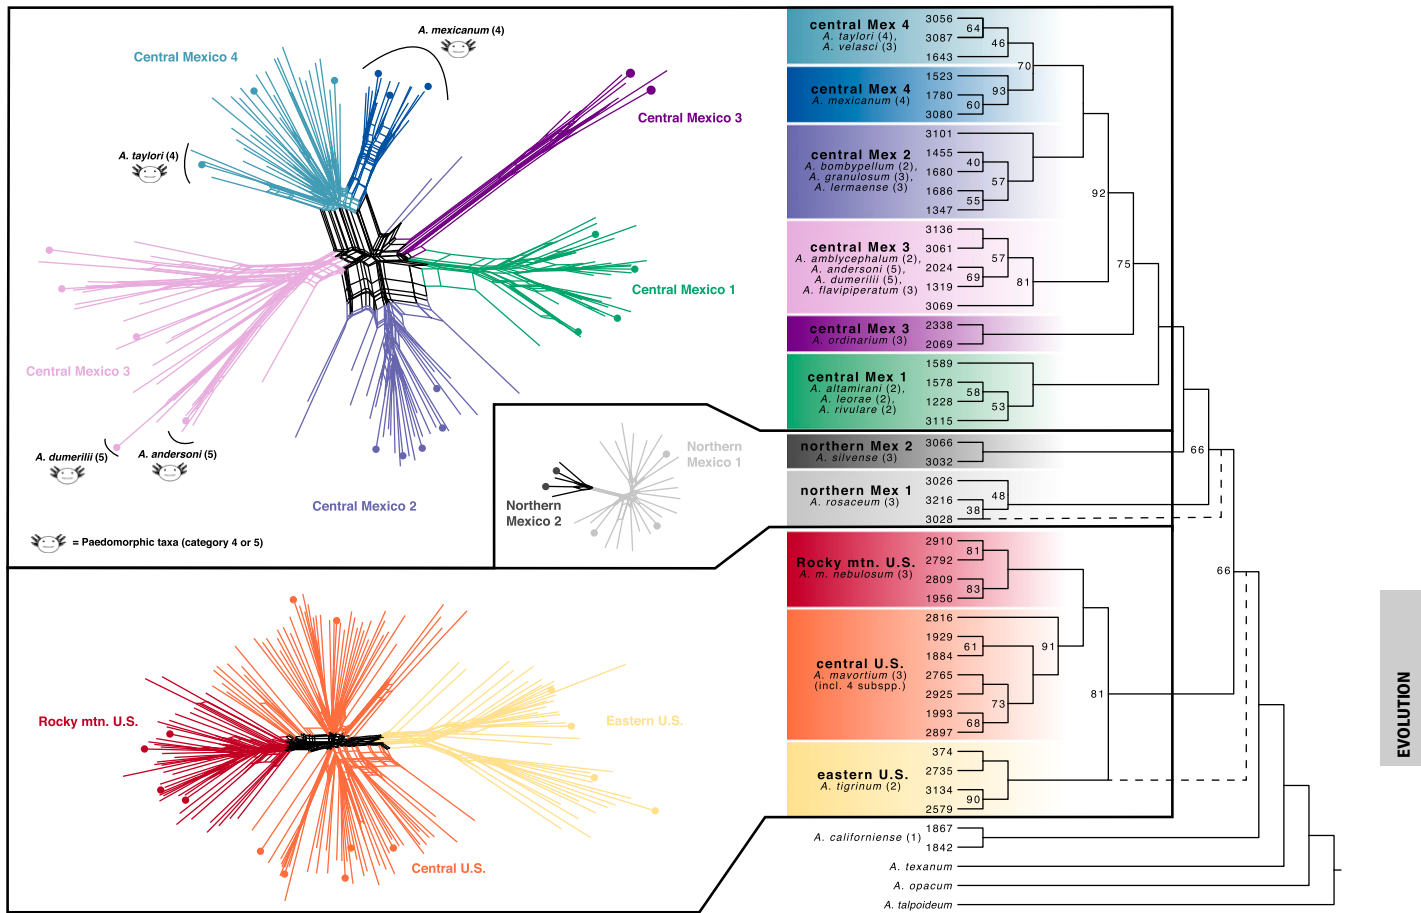 Central Mexico 4
A. mexicanum (4)
Central Mexico 3
A. taylori (4)
Central Mexico 1
Central Mexico 3
A. dumerilii (5)
A. andersoni (5)
Central Mexico 2
= Paedomorphic taxa (category 4 or 5)
Northern
Mexico 1
Northern
Mexico 2
Rocky mtn. U.S.
Eastern U.S.
Central U.S.
central Mex 4
A. taylori (4),
A. velasci (3)
3056
3087
1643
64
46
70
central Mex 4
A. mexicanum (4)
1523
1780
3080
93
60
central Mex 2
A. bombypellum (2),
A. granulosum (3),
A. lermaense (3)
3101
1455
1680
1686
1347
40
57
55
92
central Mex 3
A. amblycephalum (2),
A. andersoni (5),
A. dumerilii (5),
A. flavipiperatum (3)
3136
3061
2024
1319
3069
57
69
81
75
central Mex 3
A. ordinarium (3)
2338
2069
central Mex 1
A. altamirani (2),
A. leorae (2),
A. rivulare (2)
1589
1578
1228
3115
58
53
northern Mex 2
A. silvense (3)
3066
3032
66
northern Mex 1
A. rosaceum (3)
3026
3216
3028
48
38
Rocky mtn. U.S.
A. m. nebulosum (3)
2910
2792
2809
1956
81
83
66
central U.S.
A. mavortium (3)
(incl. 4 subspp.)
2816
1929
1884
2765
2925
1993
2897
61
91
73
68
81
eastern U.S.
A. tigrinum (2)
374
2735
3134
2579
90
A. californiense (1)
1867
1842
A. texanum
A. opacum
A. talpoideum
EVOLUTION